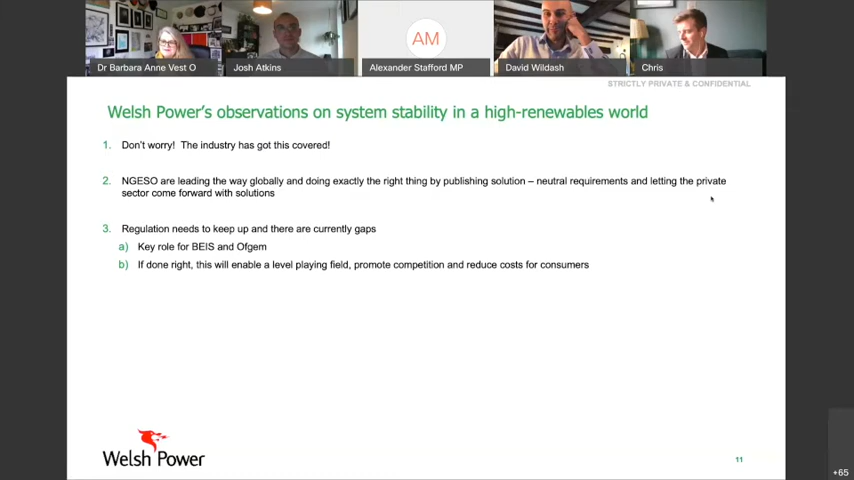 AM
Dr Barbara Anne Vest O
Josh Atkins
Alexander Stafford MP
David Wildash
Chris
STRICTLY PRIVATE & CONFIDENTIAL
Welsh Power's observations on system stability in a high-renewables world
1. Don't worry! The industry has got this covered!
2. NGESO are leading the way globally and doing exactly the right thing by publishing solution – neutral requirements and letting the private
sector come forward with solutions
3. Regulation needs to keep up and there are currently gaps
a) Key role for BEIS and Ofgem
b) If done right, this will enable a level playing field, promote competition and reduce costs for consumers
Welsh Power
11
+65